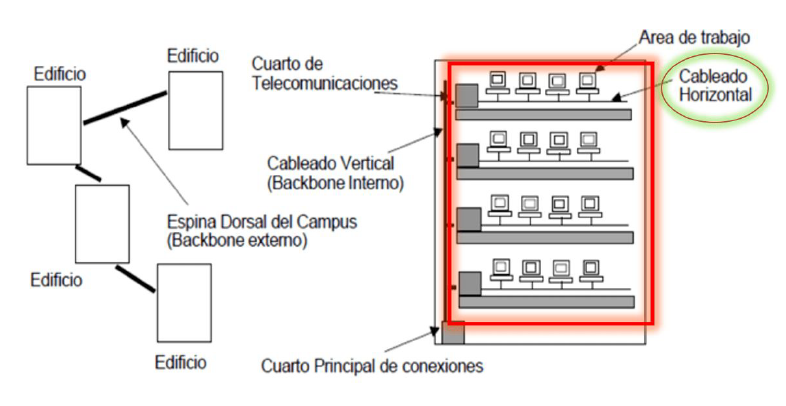 Edificio
Edificio
Espina Dorsal del Campus
(Backbone externo)
Edificio
Edificio
Cuarto de
Telecomunicaciones
Cableado Vertical
(Backbone Interno)
Cuarto Principal de conexiones
Area de trabajo
Cableado
Horizontal